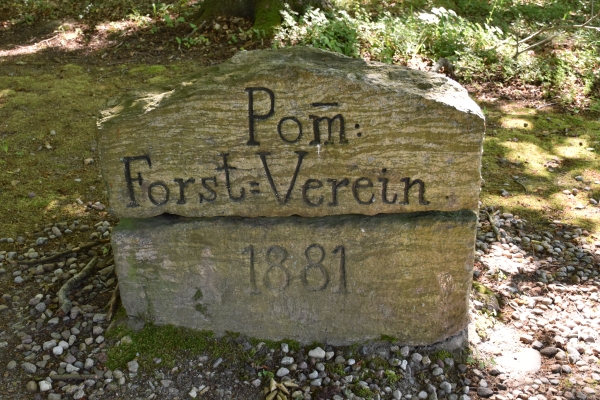 Pom̄:
Forst=Verein.
1881